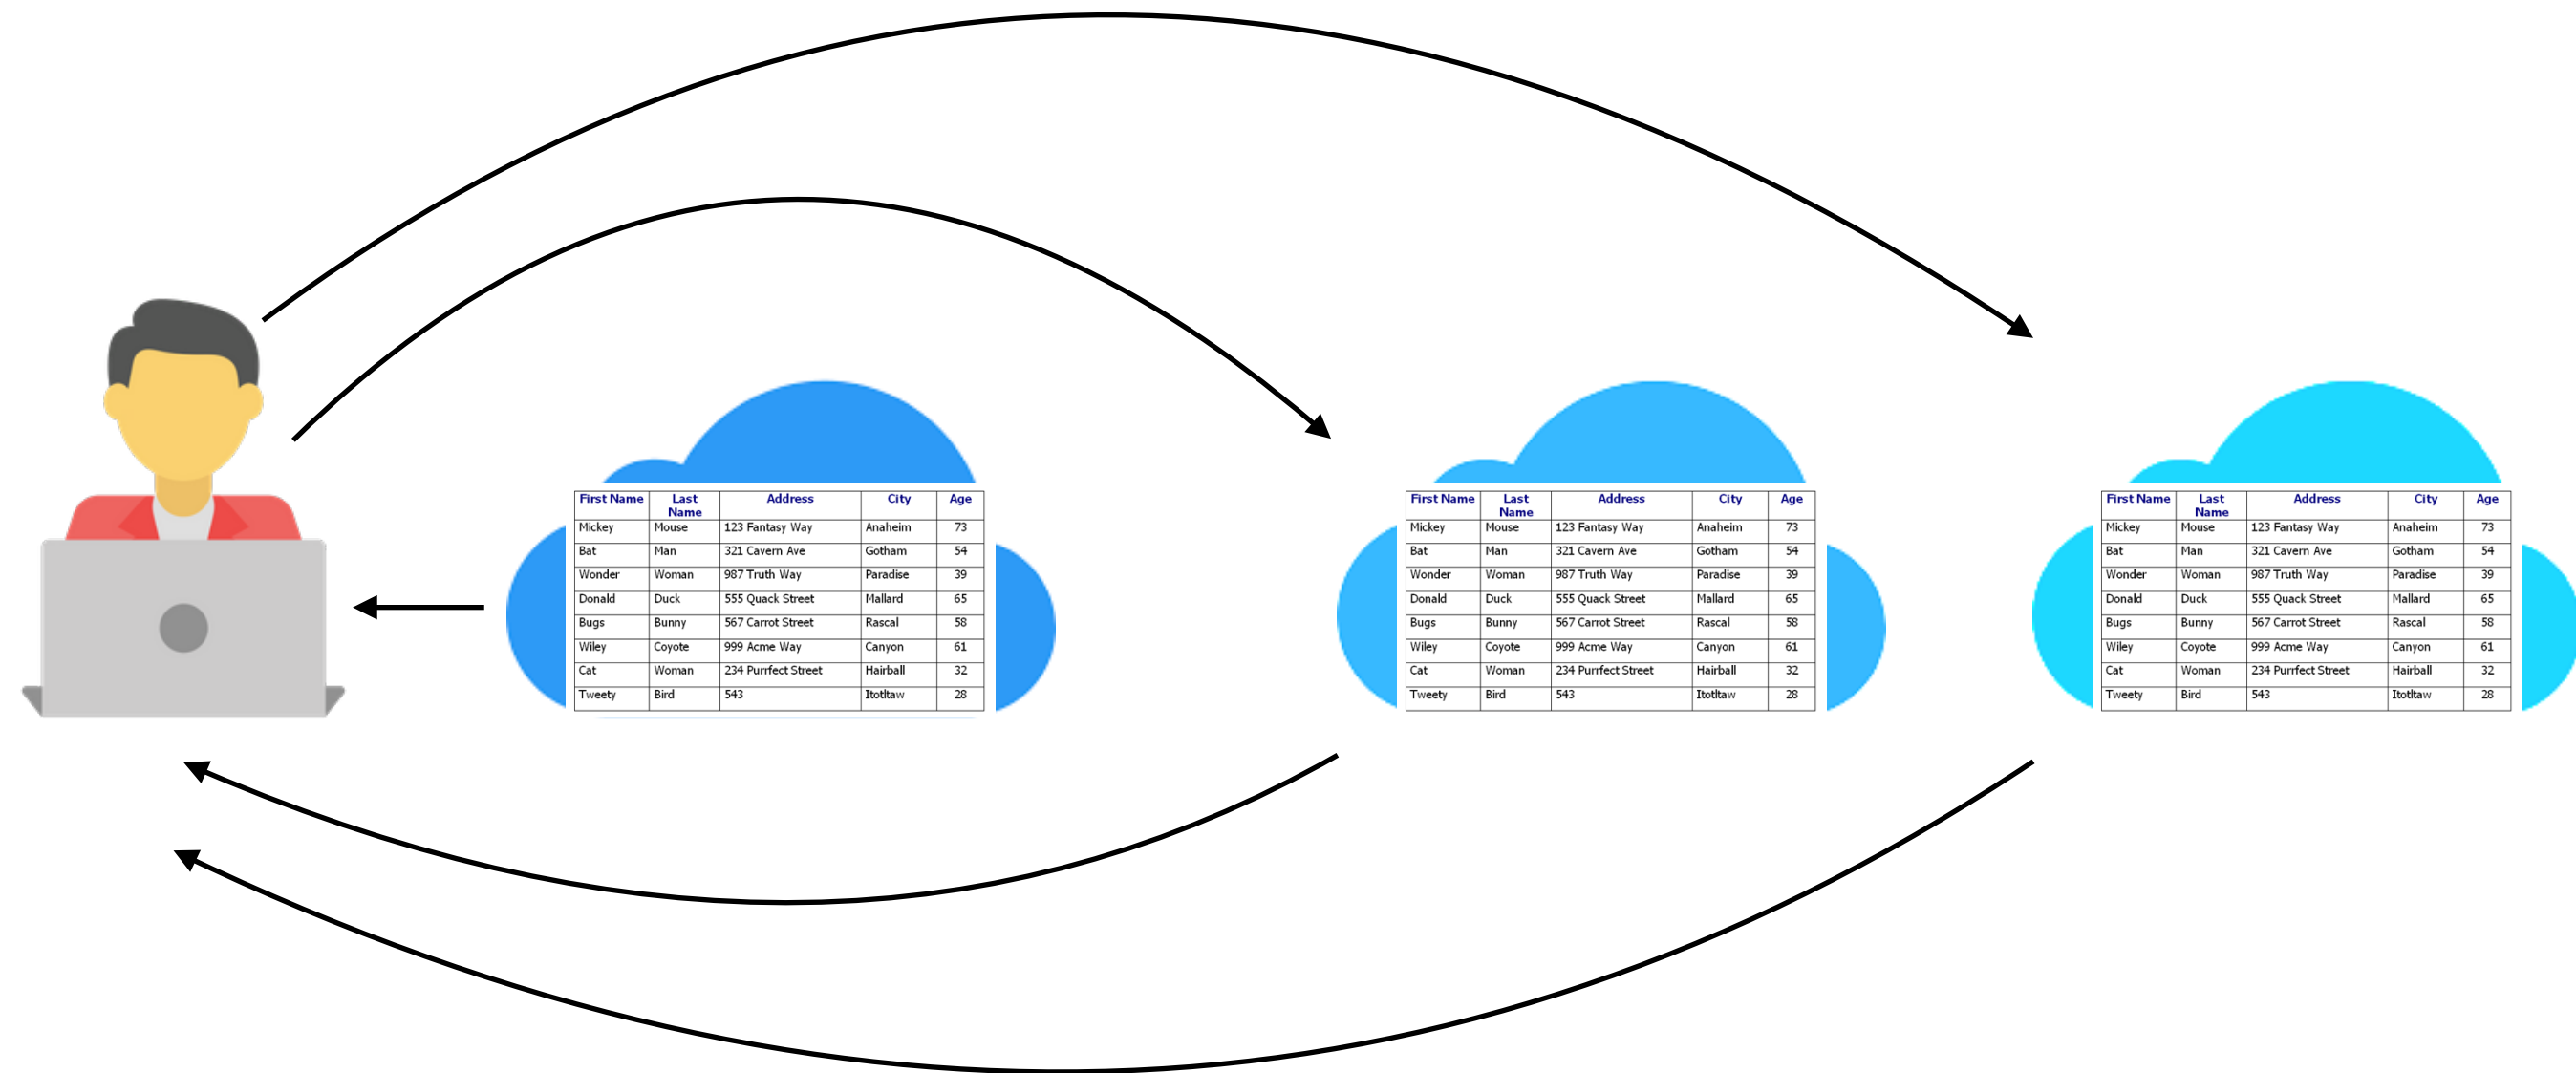 First Name Last Name Address City Age
Mickey Mouse 123 Fantasy Way Anaheim 73
Bat Man 321 Cavern Ave Gotham 54
Wonder Woman 987 Truth Way Paradise 39
Donald Duck 555 Quack Street Mallard 65
Bugs Bunny 567 Carrot Street Rascal 58
Wiley Coyote 999 Acme Way Canyon 61
Cat Woman 234 Purrfect Street Hairball 32
Tweety Bird 543 Itotltaw 28
First Name Last Name Address City Age
Mickey Mouse 123 Fantasy Way Anaheim 73
Bat Man 321 Cavern Ave Gotham 54
Wonder Woman 987 Truth Way Paradise 39
Donald Duck 555 Quack Street Mallard 65
Bugs Bunny 567 Carrot Street Rascal 58
Wiley Coyote 999 Acme Way Canyon 61
Cat Woman 234 Purrfect Street Hairball 32
Tweety Bird 543 Itotltaw 28
First Name Last Name Address City Age
Mickey Mouse 123 Fantasy Way Anaheim 73
Bat Man 321 Cavern Ave Gotham 54
Wonder Woman 987 Truth Way Paradise 39
Donald Duck 555 Quack Street Mallard 65
Bugs Bunny 567 Carrot Street Rascal 58
Wiley Coyote 999 Acme Way Canyon 61
Cat Woman 234 Purrfect Street Hairball 32
Tweety Bird 543 Itotltaw 28